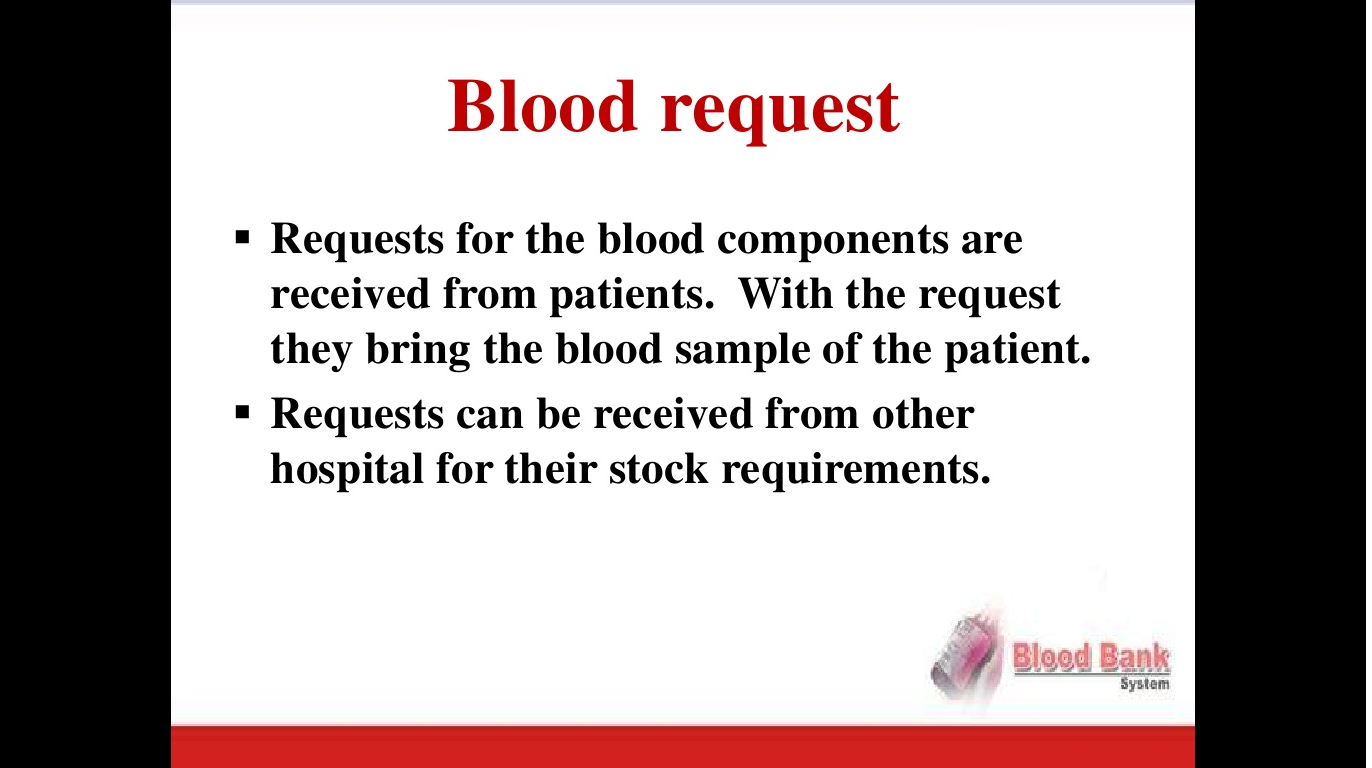 Blood request
▪ Requests for the blood components are
received from patients.  With the request
they bring the blood sample of the patient.
▪ Requests can be received from other
hospital for their stock requirements.
Blood Bank
System